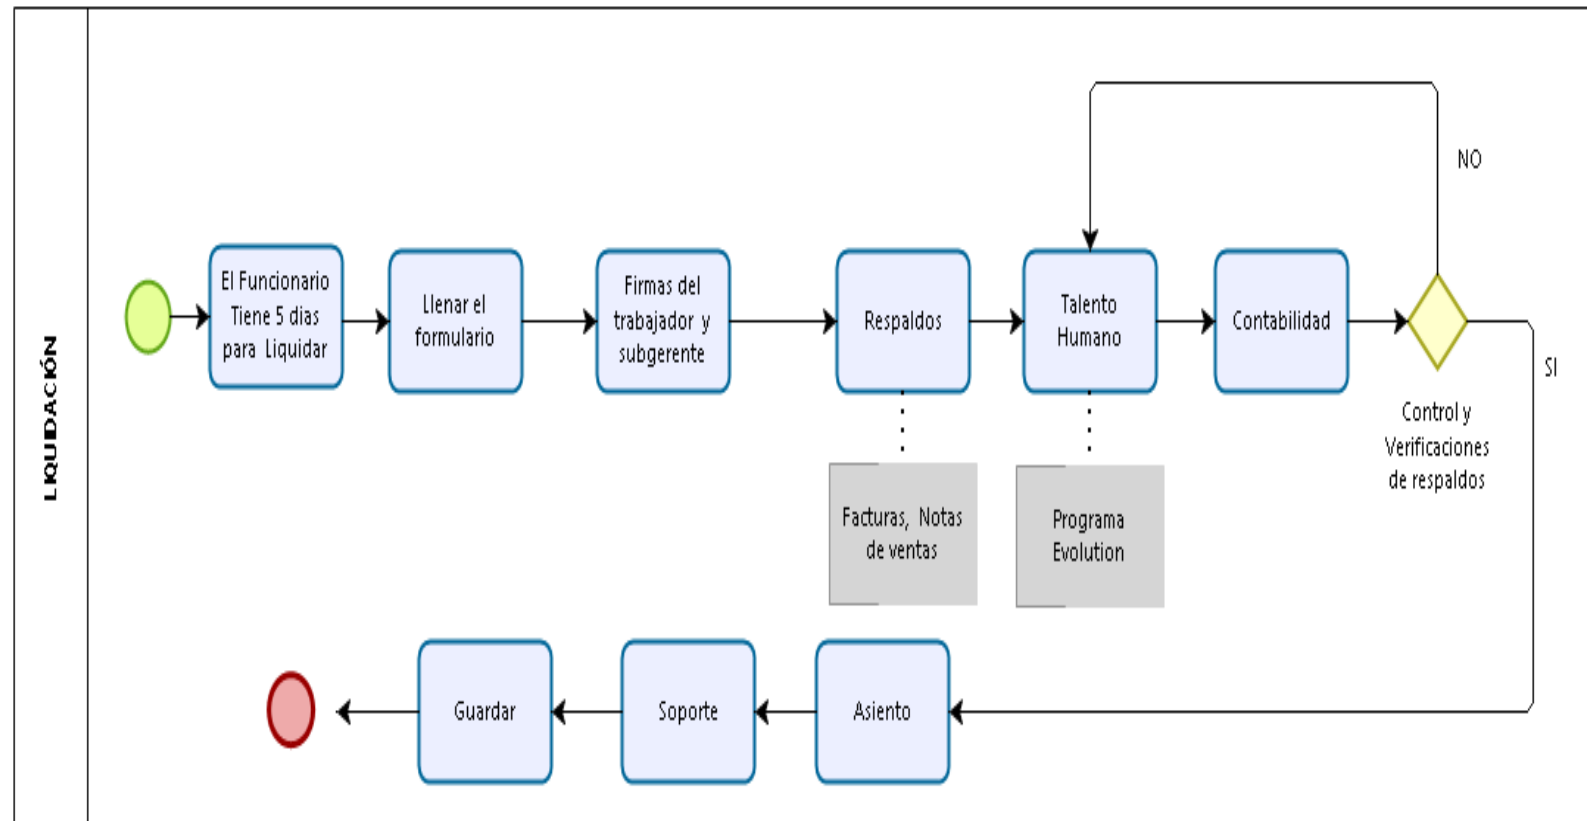 LIQUIDACIÓN
El Funcionario
Tiene 5 dias
para Liquidar
Llenar el
formulario
Firmas del
trabajador y
subgerente
Respaldos
Talento
Humano
Contabilidad
NO
SI
Control y
Verificaciones
de respaldos
Facturas, Notas
de ventas
Programa
Evolution
Guardar
Soporte
Asiento